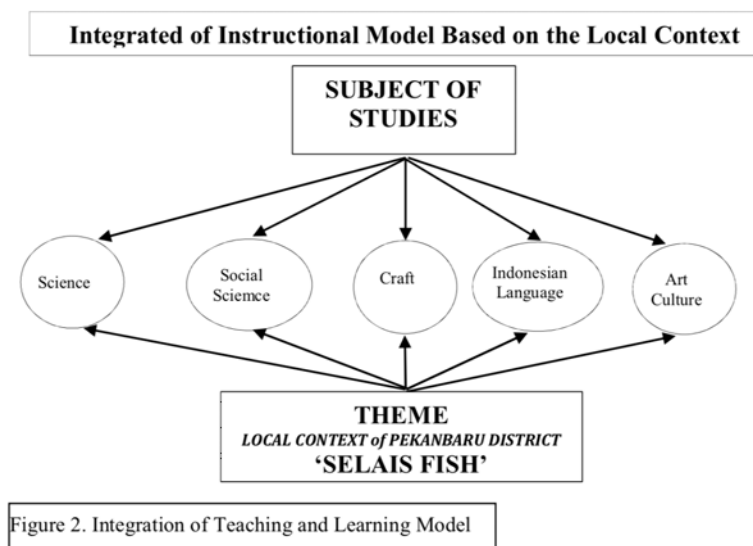 Integrated of Instructional Model Based on the Local Context
SUBJECT OF
STUDIES
Science
Social
Sciemce
Craft
Indonesian
Language
Art
Culture
THEME
LOCAL CONTEXT of PEKANBARU DISTRICT
‘SELAIS FISH’
Figure 2. Integration of Teaching and Learning Model